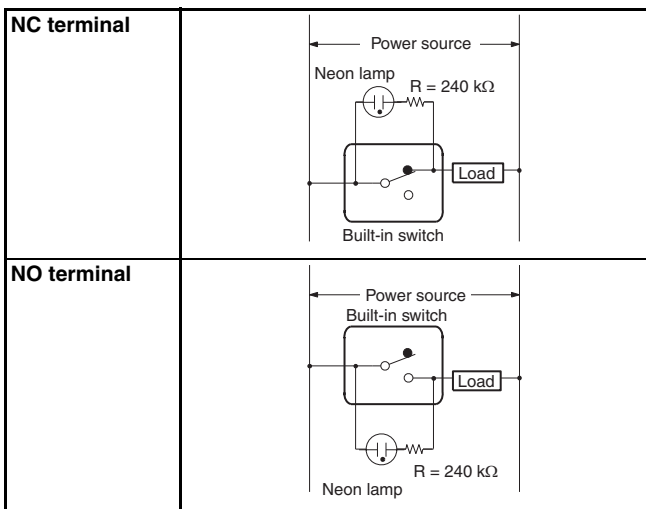 NC terminal
Power source
Neon lamp
R = 240 kΩ
Load
Built-in switch
NO terminal
Power source
Built-in switch
Load
R = 240 kΩ
Neon lamp